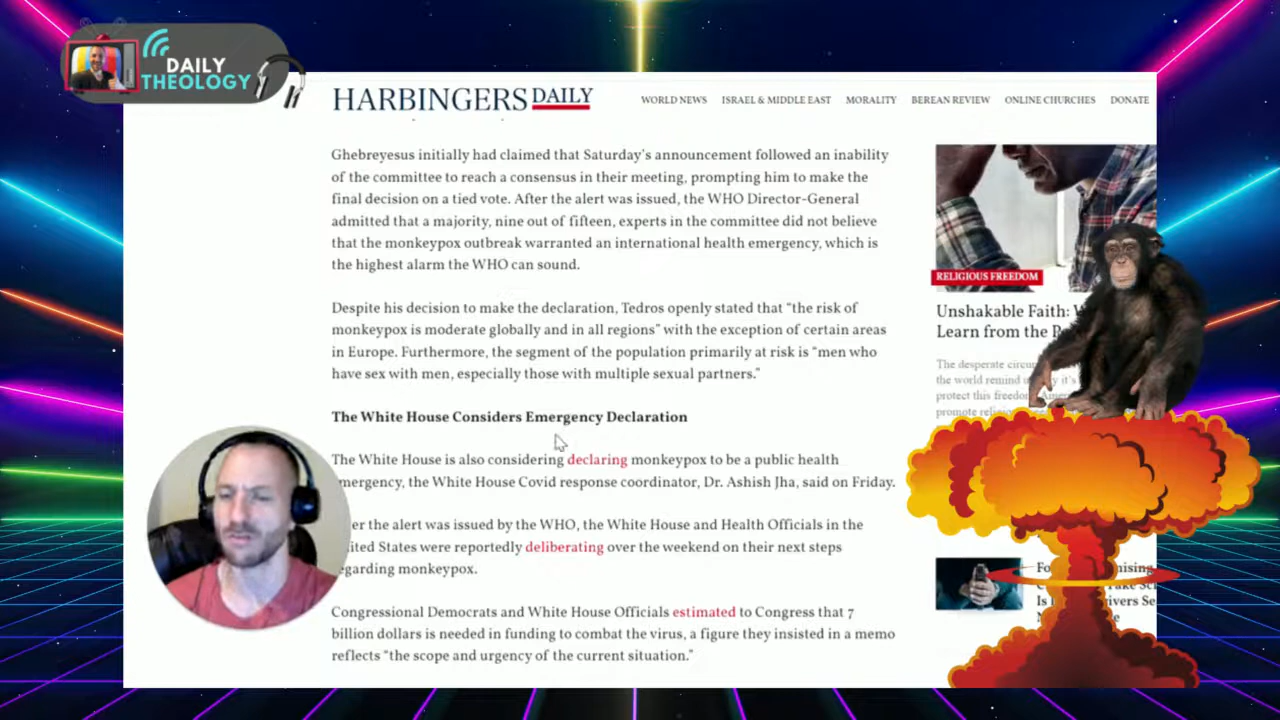 DAILY
THEOLOGY
HARBINGERS DAILY
WORLD NEWS ISRAEL & MIDDLE EAST MORALITY BEREAN REVIEW ONLINE CHURCHES DONATE
Ghebreyesus initially had claimed that Saturday's announcement followed an inability
of the committee to reach a consensus in their meeting, prompting him to make the
final decision on a tied vote. After the alert was issued, the WHO Director-General
admitted that a majority, nine out of fifteen, experts in the committee did not believe
that the monkeypox outbreak warranted an international health emergency, which is
the highest alarm the WHO can sound.
Despite his decision to make the declaration, Tedros openly stated that “the risk of
monkeypox is moderate globally and in all regions” with the exception of certain areas
in Europe. Furthermore, the segment of the population primarily at risk is “men who
have sex with men, especially those with multiple sexual partners.”
The White House Considers Emergency Declaration
The White House is also considering declaring monkeypox to be a public health
mergency, the White House Covid response coordinator, Dr. Ashish Jha, said on Friday.
er the alert was issued by the WHO, the White House and Health Officials in the
ited States were reportedly deliberating over the weekend on their next steps
egarding monkeypox.
Congressional Democrats and White House Officials estimated to Congress that 7
billion dollars is needed in funding to combat the virus, a figure they insisted in a memo
reflects “the scope and urgency of the current situation.”
RELIGIOUS FREEDOM
Unshakable Faith:
Learn from the
The desperate
the world remind
protect this
promote